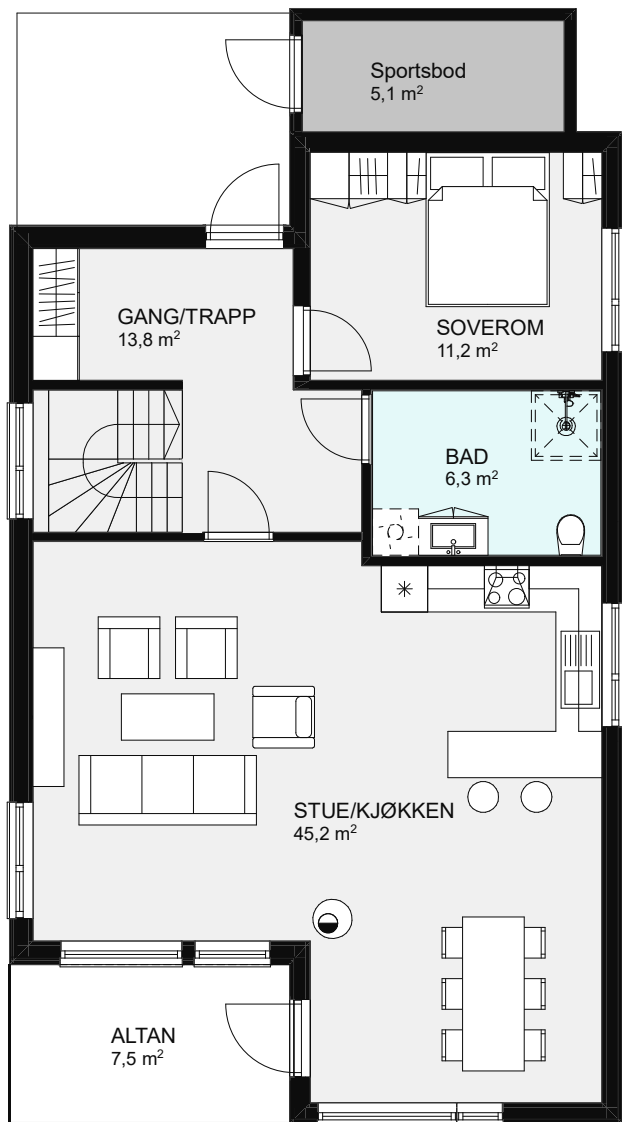 Sportsbod
5,1 m²
GANG/TRAPP
13,8 m²
SOVEROM
11,2 m²
BAD
6,3 m²
STUE/KJØKKEN
45,2 m²
ALTAN
7,5 m²